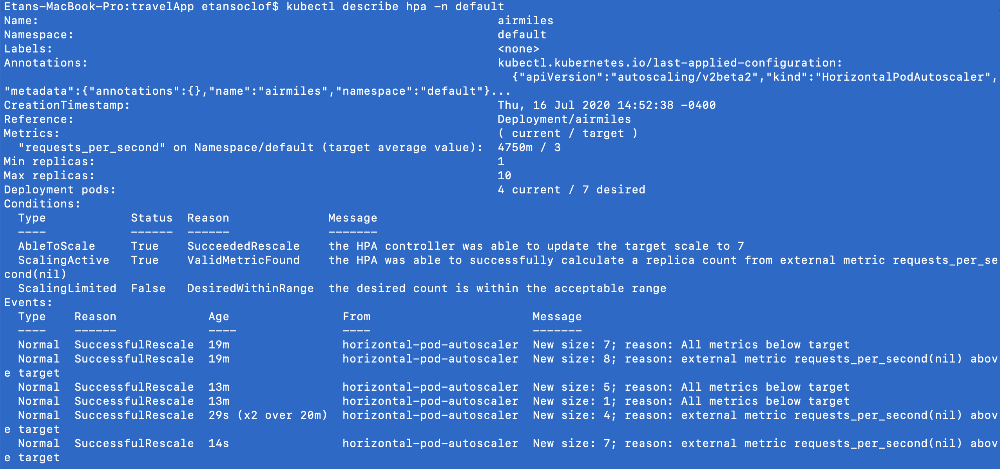 Etans-MacBook-Pro:travelApp etansoclof$ kubectl describe hpa -n default
Name: airmiles
Namespace: default
Labels: <none>
Annotations: kubectl.kubernetes.io/last-applied-configuration:
{"apiVersion":"autoscaling/v2beta2","kind":"HorizontalPodAutoscaler",
"metadata":{"annotations":{},"name":"airmiles","namespace":"default"}...
CreationTimestamp: Thu, 16 Jul 2020 14:52:38 -0400
Reference: Deployment/airmiles
Metrics: ( current / target )
"requests_per_second" on Namespace/default (target average value): 4750m / 3
Min replicas: 1
Max replicas: 10
Deployment pods: 4 current / 7 desired
Conditions:
Type Status Reason Message
---- ------ ------ -------
AbleToScale True SucceededRescale the HPA controller was able to update the target scale to 7
ScalingActive True ValidMetricFound the HPA was able to successfully calculate a replica count from external metric requests_per_se
cond(nil)
ScalingLimited False DesiredWithinRange the desired count is within the acceptable range
Events:
Type Reason Age From Message
---- ------ ---- ---- -------
Normal SuccessfulRescale 19m horizontal-pod-autoscaler New size: 7; reason: All metrics below target
Normal SuccessfulRescale 19m horizontal-pod-autoscaler New size: 8; reason: external metric requests_per_second(nil) abov
e target
Normal SuccessfulRescale 13m horizontal-pod-autoscaler New size: 5; reason: All metrics below target
Normal SuccessfulRescale 13m horizontal-pod-autoscaler New size: 1; reason: All metrics below target
Normal SuccessfulRescale 29s (x2 over 20m) horizontal-pod-autoscaler New size: 4; reason: external metric requests_per_second(nil) abov
e target
Normal SuccessfulRescale 14s horizontal-pod-autoscaler New size: 7; reason: external metric requests_per_second(nil) abov
e target